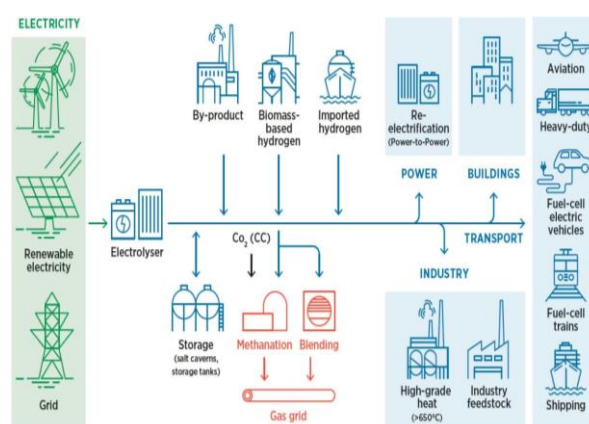 ELECTRICITY
Renewable
electricity
Grid
Electrolyser
By-product
Biomass-
based
hydrogen
Imported
hydrogen
Storage
(salt caverns,
storage tanks)
Co₂ (CC)
Methanation
Blending
Gas grid
Re-
electrification
(Power-to-Power)
POWER
BUILDINGS
TRANSPORT
INDUSTRY
High-grade
heat
(>650°C)
Industry
feedstock
Aviation
Heavy-duty
Fuel-cell
electric
vehicles
Fuel-cell
trains
Shipping